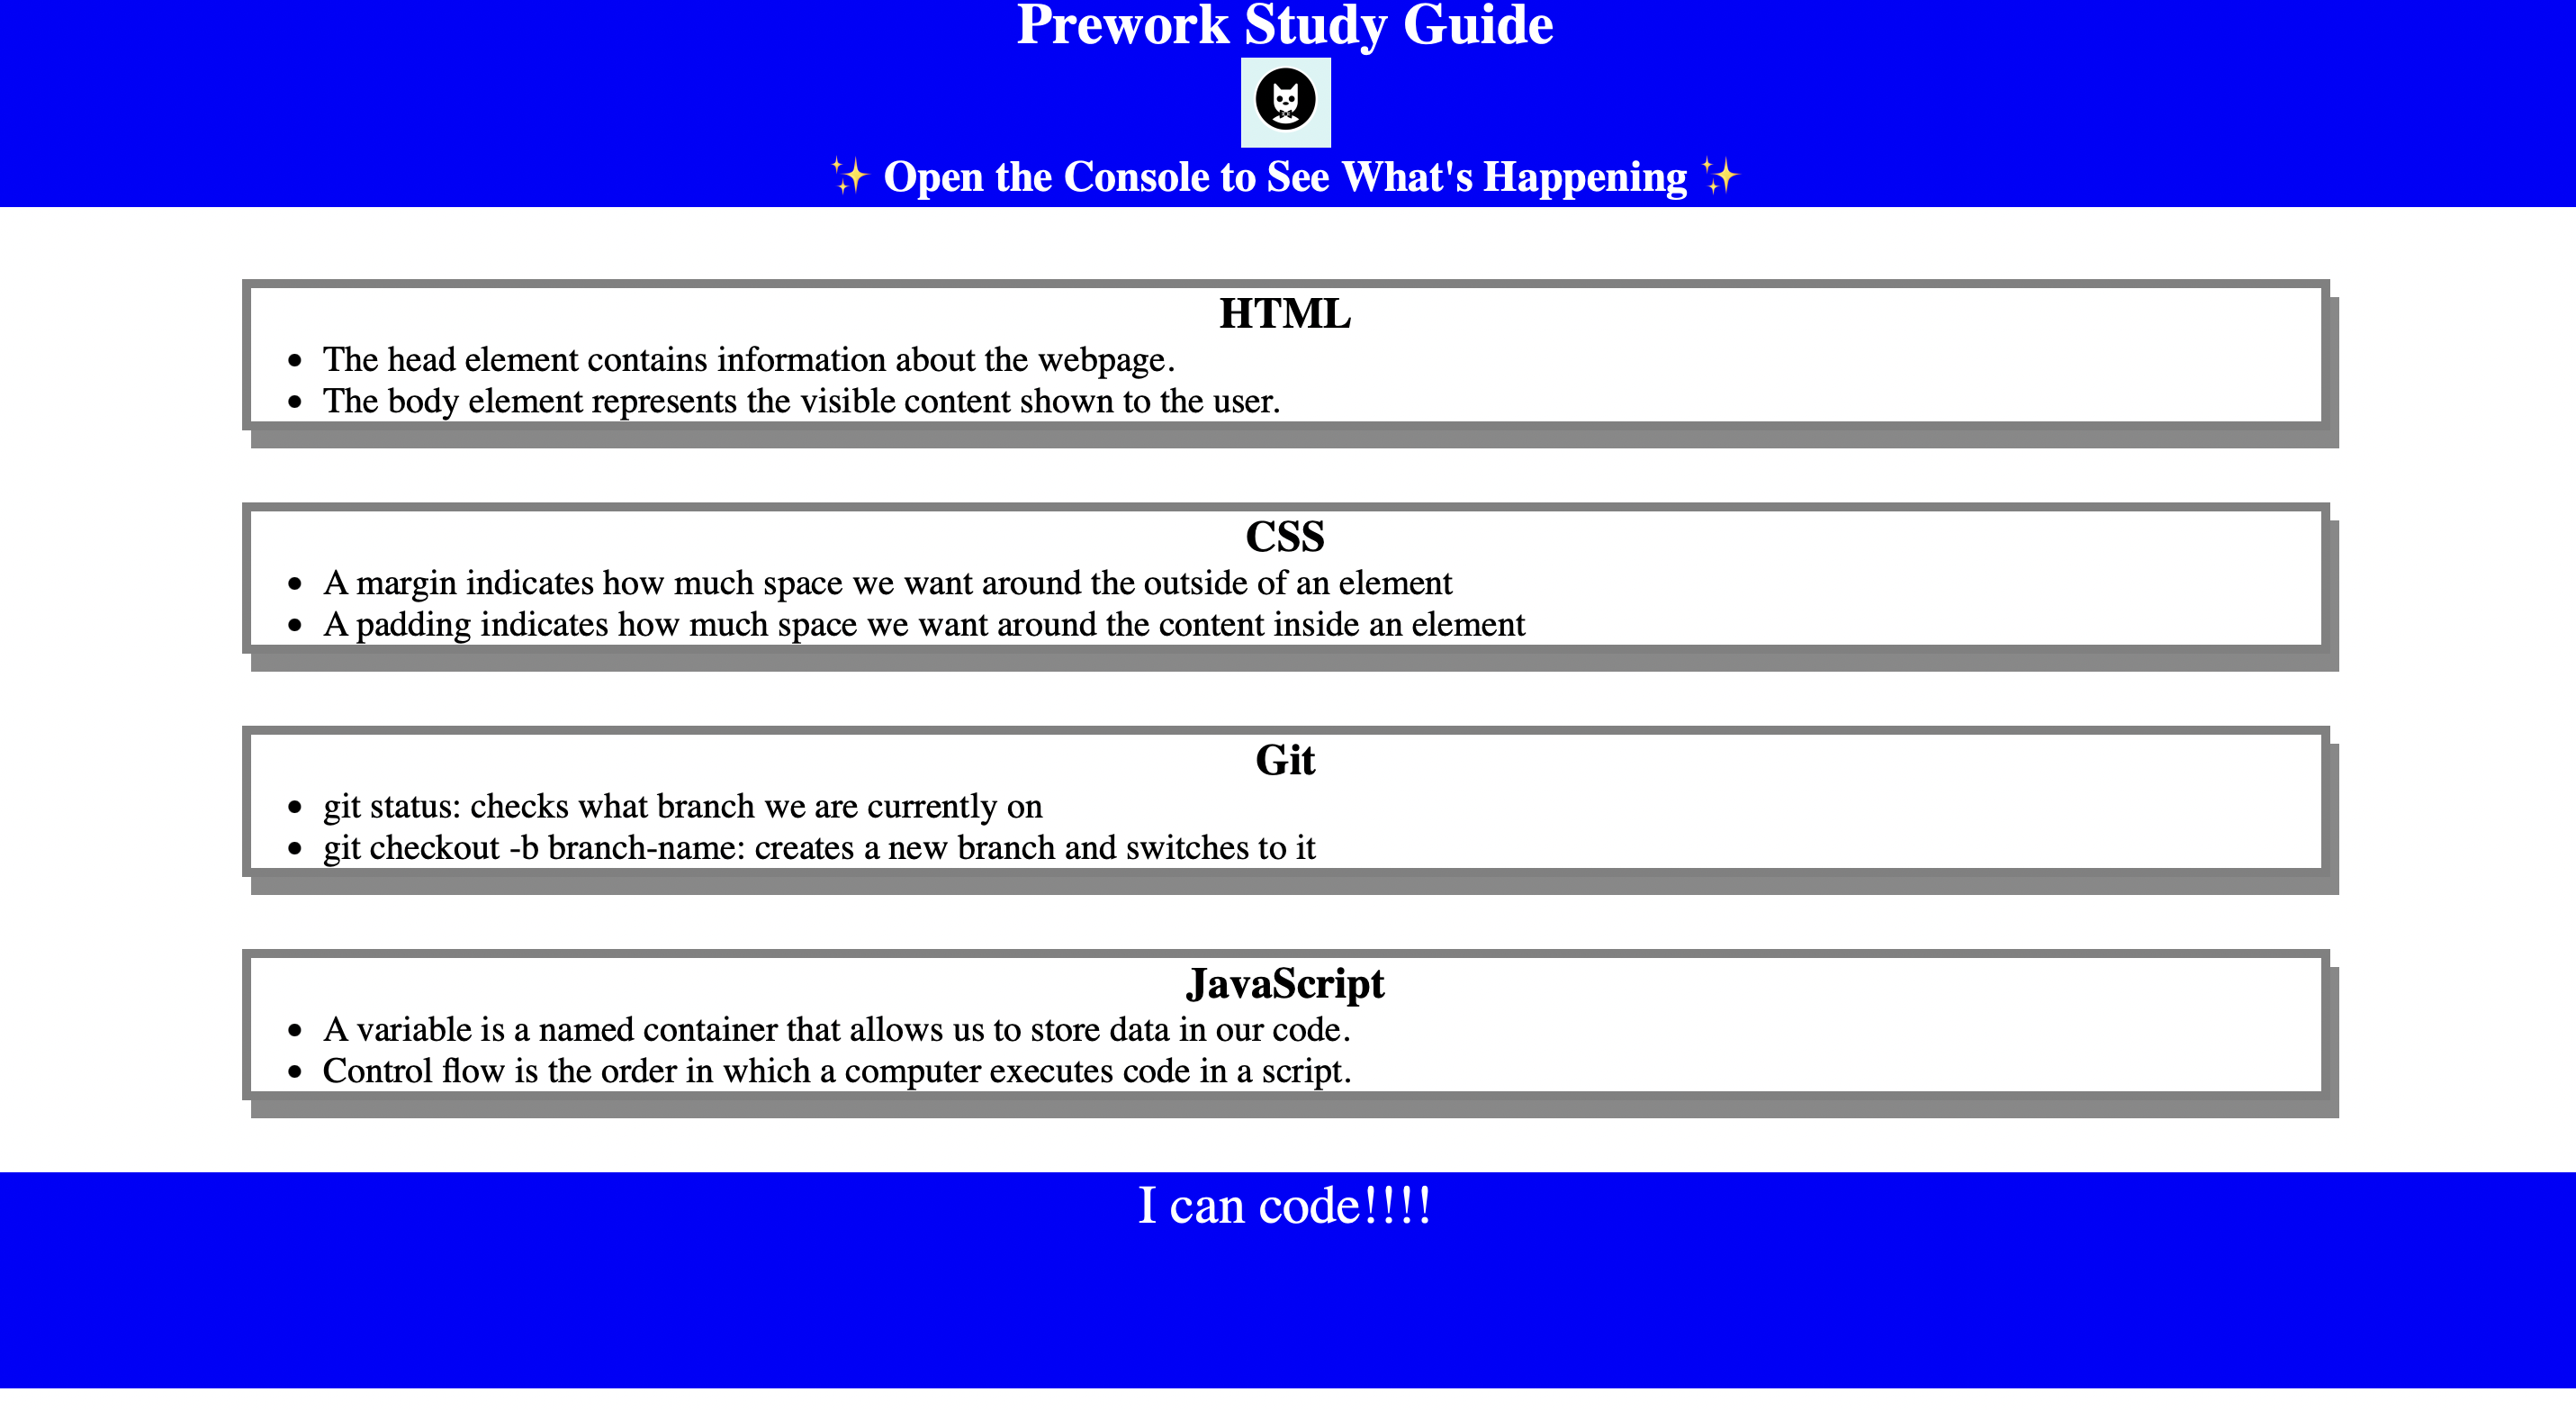 Prework Study Guide
✨ Open the Console to See What's Happening ✨
HTML
• The head element contains information about the webpage.
• The body element represents the visible content shown to the user.
CSS
• A margin indicates how much space we want around the outside of an element
• A padding indicates how much space we want around the content inside an element
Git
• git status: checks what branch we are currently on
• git checkout -b branch-name: creates a new branch and switches to it
JavaScript
• A variable is a named container that allows us to store data in our code.
• Control flow is the order in which a computer executes code in a script.
I can code!!!!